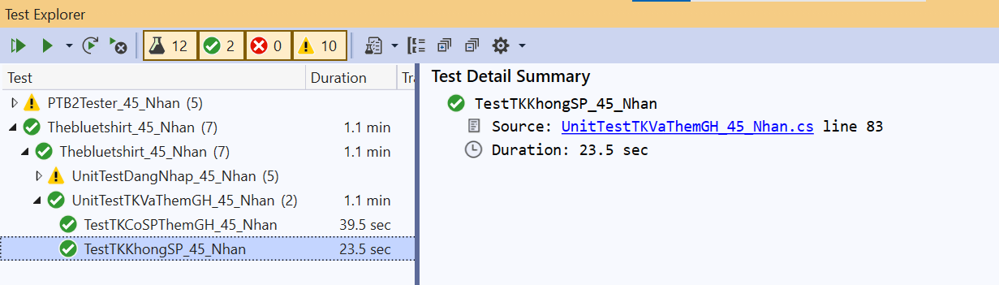 Test Explorer
12 2 0 10
Test Duration Tra
PTB2Tester_45_Nhan (5)
Thebluetshirt_45_Nhan (7) 1.1 min
Thebluetshirt_45_Nhan (7) 1.1 min
UnitTestDangNhap_45_Nhan (5)
UnitTestTKVaThemGH_45_Nhan (2) 1.1 min
TestTKCoSPThemGH_45_Nhan 39.5 sec
TestTKKhongSP_45_Nhan 23.5 sec
Test Detail Summary
TestTKKhongSP_45_Nhan
Source: UnitTestTKVaThemGH_45_Nhan.cs line 83
Duration: 23.5 sec